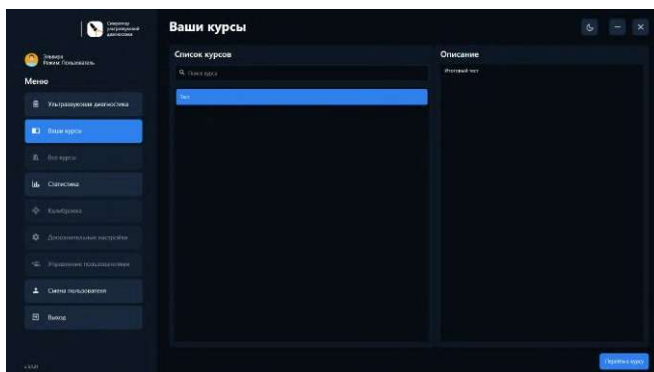 Симулятор
ультразвуковой
диагностики
Ваши курсы
Эльвира
Режим: Пользователь
Меню
Ультразвуковая диагностика
Ваши курсы
Все курсы
Статистика
Калибровка
Дополнительные настройки
Управление пользователями
Смена пользователя
Выход
Список курсов
Поиск курса
Тест
Описание
Итоговый тест
Перейти к курсу